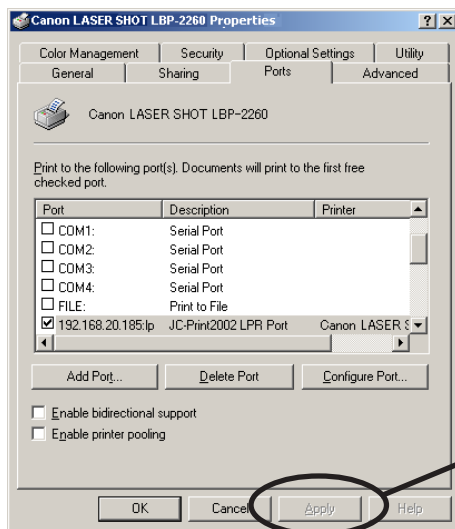 Canon LASER SHOT LBP-2260 Properties
Color Management Security Optional Settings Utility
General Sharing Ports Advanced
Canon LASER SHOT LBP-2260
Print to the following port(s). Documents will print to the first free
checked port.
Port Description Printer
COM1: Serial Port
COM2: Serial Port
COM3: Serial Port
COM4: Serial Port
FILE: Print to File
192.168.20.185:lp JC-Print2002 LPR Port Canon LASER S
Add Port... Delete Port Configure Port...
Enable bidirectional support
Enable printer pooling
OK Cancel Apply Help